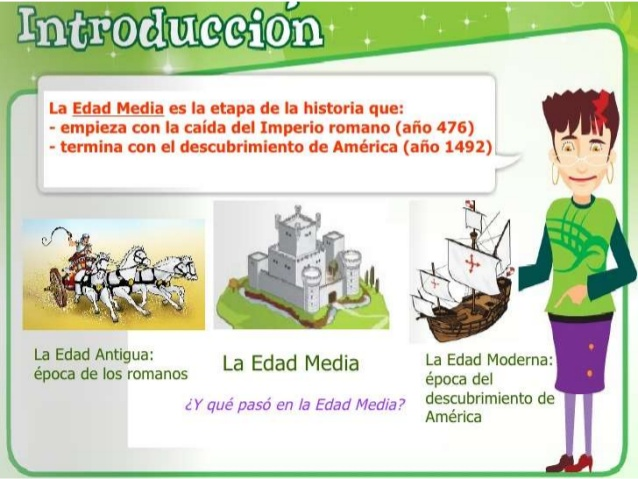 Introducción
La Edad Media es la etapa de la historia que:
- empieza con la caída del Imperio romano (año 476)
- termina con el descubrimiento de América (año 1492)
La Edad Antigua:
época de los romanos
La Edad Media
¿Y qué pasó en la Edad Media?
La Edad Moderna:
época del
descubrimiento de
América